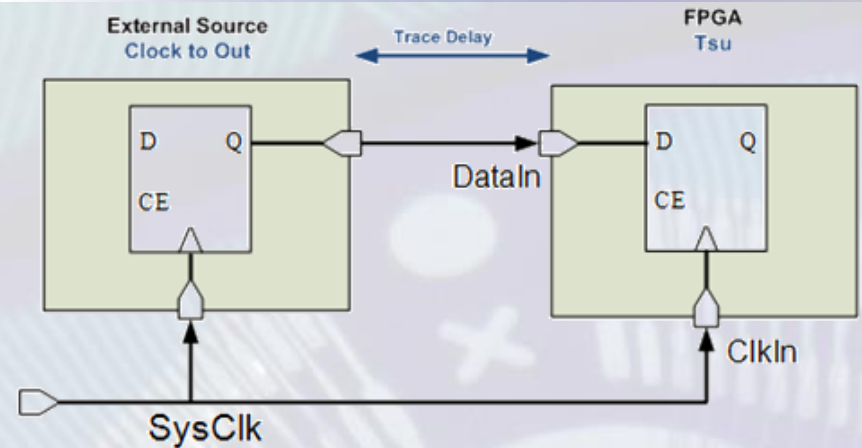 External Source
Clock to Out
Trace Delay
FPGA
Tsu
D Q
CE
DataIn
D Q
CE
ClkIn
SysClk